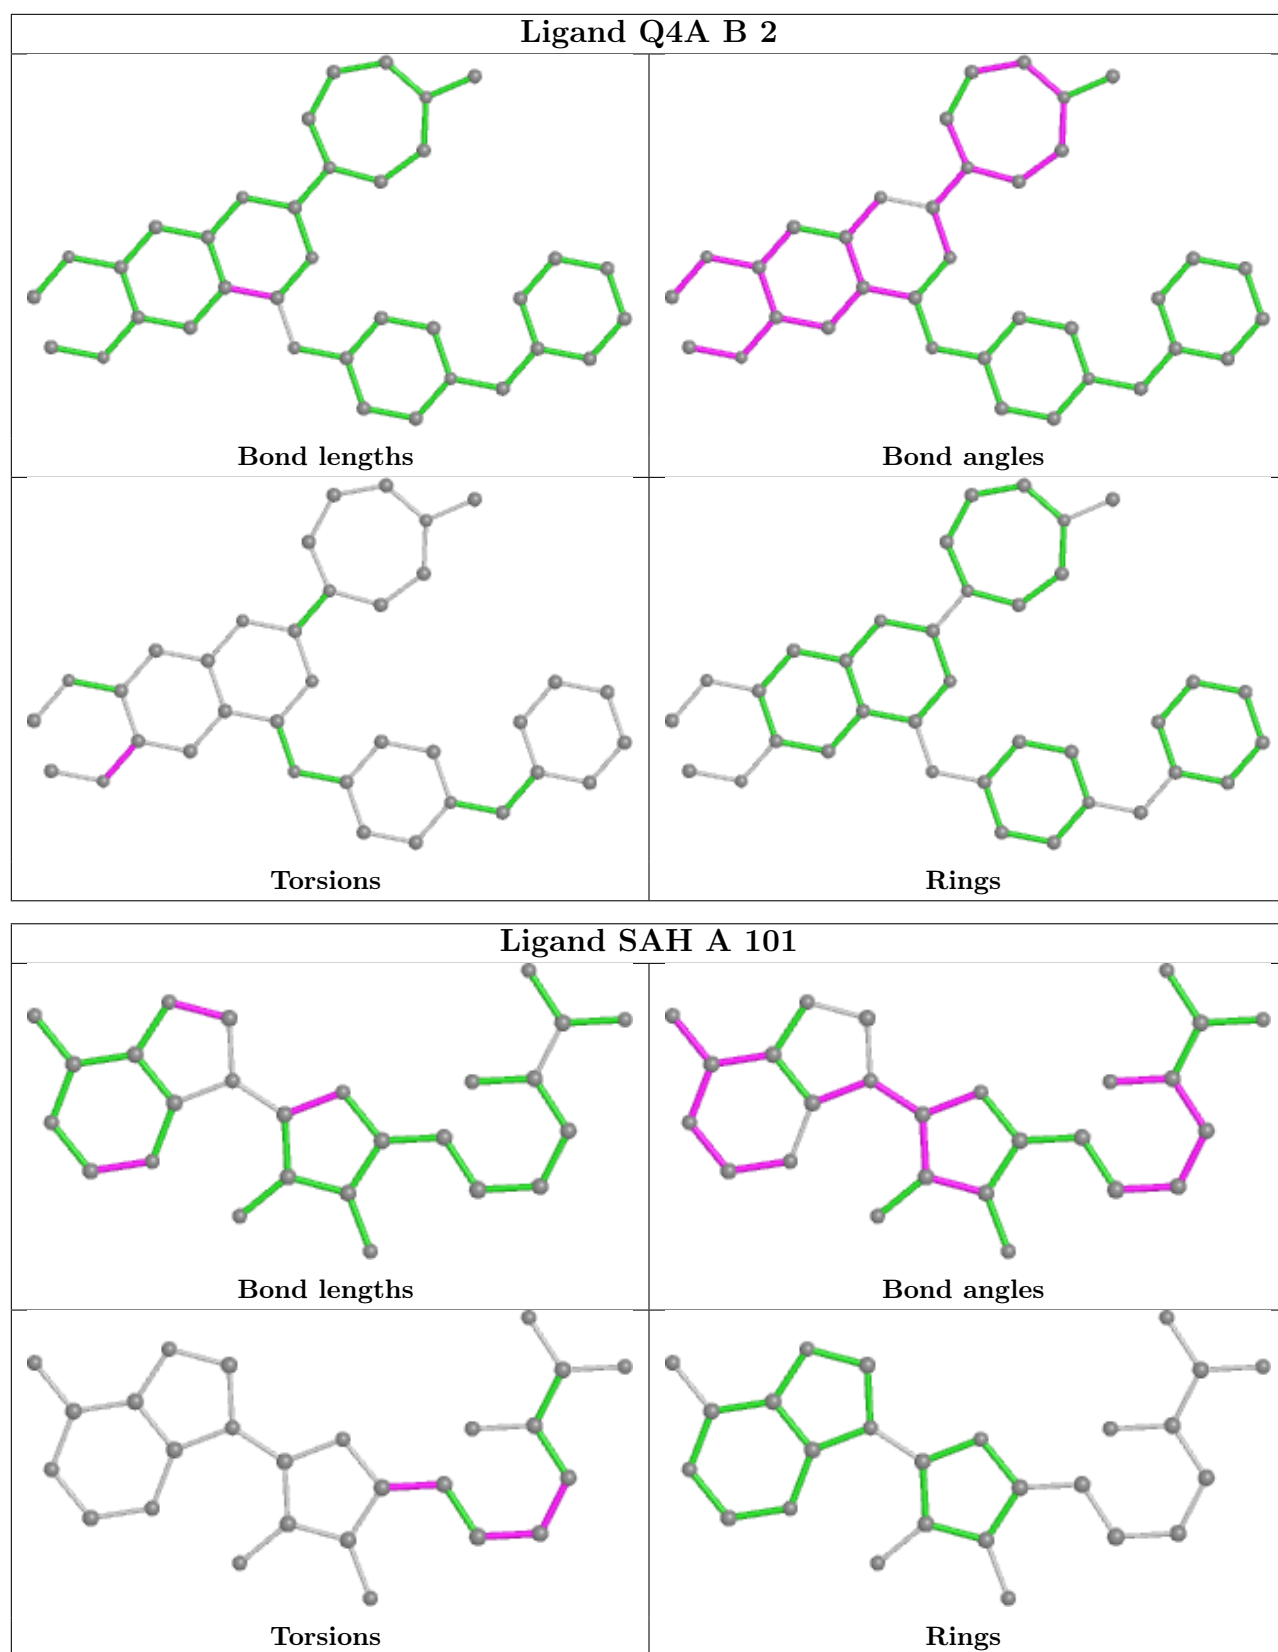 Ligand Q4A B 2
Bond lengths
Bond angles
Torsions
Rings
Ligand SAH A 101
Bond lengths
Bond angles
Torsions
Rings